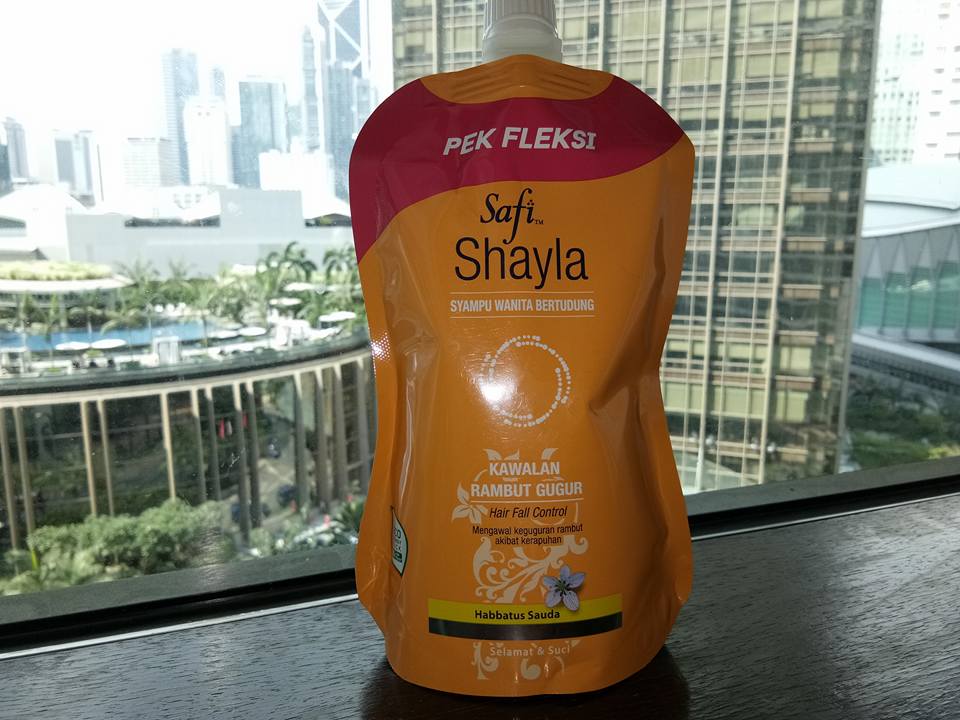 PEK FLEKSI
Safi™
Shayla
SYAMPU WANITA BERTUDUNG
KAWALAN
RAMBUT GUGUR
Hair Fall Control
Mengawal keguguran rambut
akibat kerapuhan
Habbatus Sauda
Selamat & Suci